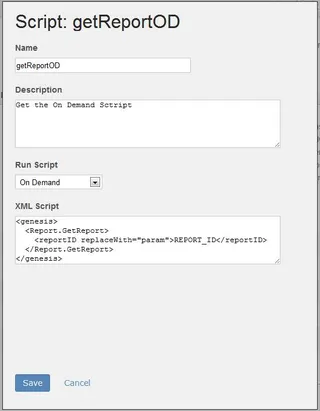 Script: getReportOD
Name
getReportOD
Description
Get the On Demand Sctript
Run Script
On Demand
XML Script
<genesis>
  <Report.GetReport>
    <reportID replaceWith="param">REPORT_ID</reportID>
  </Report.GetReport>
</genesis>
Save Cancel